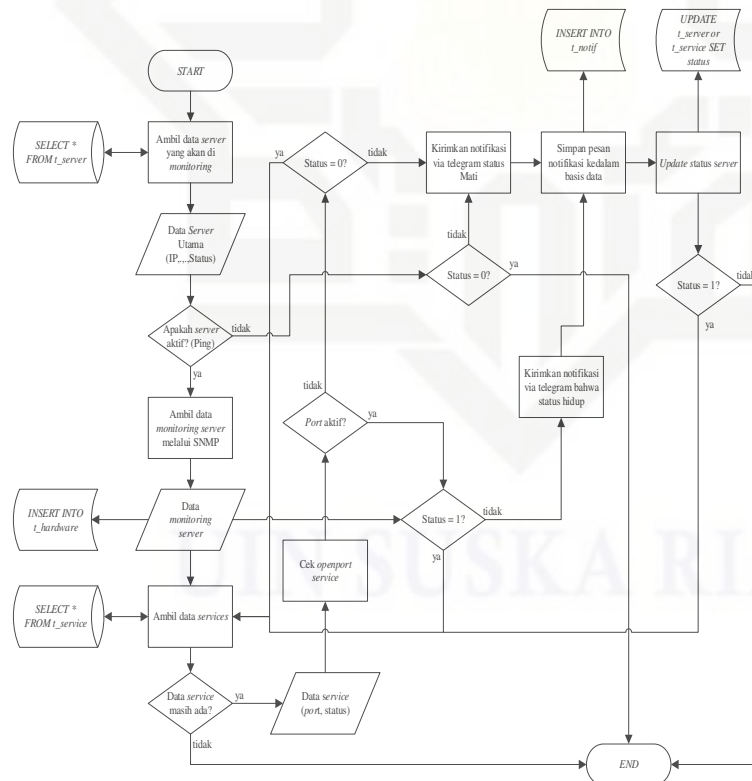 START
SELECT *
FROM t_server
Ambil data server
yang akan di
monitoring
Data Server
Utama
(IP,.,.,Status)
Apakah server
aktif? (Ping)
tidak
ya
Ambil data
monitoring server
melalui SNMP
INSERT INTO
t_hardware
Data
monitoring
server
SELECT *
FROM t_service
Ambil data services
Data service
masih ada?
ya
tidak
Data service
(port, status)
Cek openport
service
Port aktif?
tidak
ya
Status = 0?
ya
tidak
Status = 1?
tidak
ya
Kirimkan notifikasi
via telegram status
Mati
Status = 0?
tidak
ya
Kirimkan notifikasi
via telegram bahwa
status hidup
INSERT INTO
t_notif
Simpan pesan
notifikasi kedalam
basis data
UPDATE
t_server or
t_service SET
status
Update status server
Status = 1?
tidak
ya
END
UIN SUSKA RI